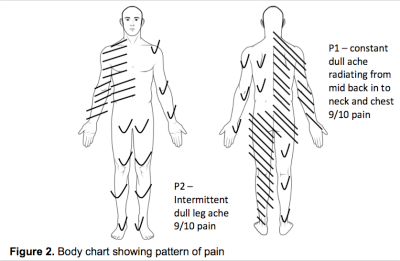 P1 – constant
dull ache
radiating from
mid back in to
neck and chest
9/10 pain
P2 –
Intermittent
dull leg ache
9/10 pain
Figure 2. Body chart showing pattern of pain